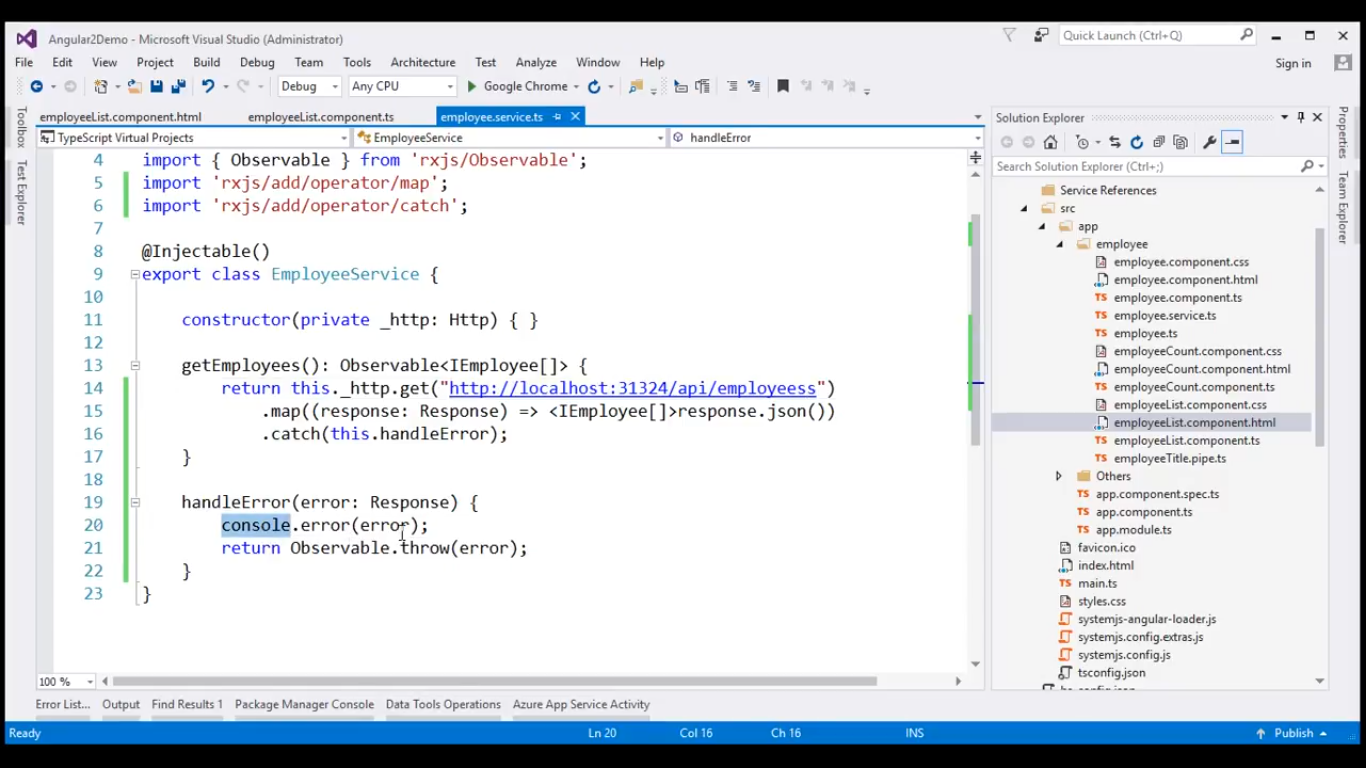 Angular2Demo - Microsoft Visual Studio (Administrator)
Quick Launch (Ctrl+Q)
File Edit View Project Build Debug Team Tools Architecture Test Analyze Window Help
Sign in
Debug Any CPU Google Chrome
employeeList.component.html employeeList.component.ts employee.service.ts
TypeScript Virtual Projects EmployeeService handleError
Toolbox
Test Explorer
4 import { Observable } from 'rxjs/Observable';
5 import 'rxjs/add/operator/map';
6 import 'rxjs/add/operator/catch';
7
8 @Injectable()
9 export class EmployeeService {
10
11 constructor(private _http: Http) { }
12
13 getEmployees(): Observable<IEmployee[]> {
14 return this._http.get("http://localhost:31324/api/employeess")
15 .map((response: Response) => <IEmployee[]>response.json())
16 .catch(this.handleError);
17 }
18
19 handleError(error: Response) {
20 console.error(error);
21 return Observable.throw(error);
22 }
23 }
100 %
Solution Explorer
Search Solution Explorer (Ctrl+;)
Service References
src
app
employee
employee.component.css
employee.component.html
employee.component.ts
employee.service.ts
employee.ts
employeeCount.component.css
employeeCount.component.html
employeeCount.component.ts
employeeList.component.css
employeeList.component.html
employeeList.component.ts
employeeTitle.pipe.ts
Others
app.component.spec.ts
app.component.ts
app.module.ts
favicon.ico
index.html
main.ts
styles.css
systemjs-angular-loader.js
systemjs.config.extras.js
systemjs.config.js
tsconfig.json
Properties
Team Explorer
Error List... Output Find Results 1 Package Manager Console Data Tools Operations Azure App Service Activity
Ready Ln 20 Col 16 Ch 16 INS Publish